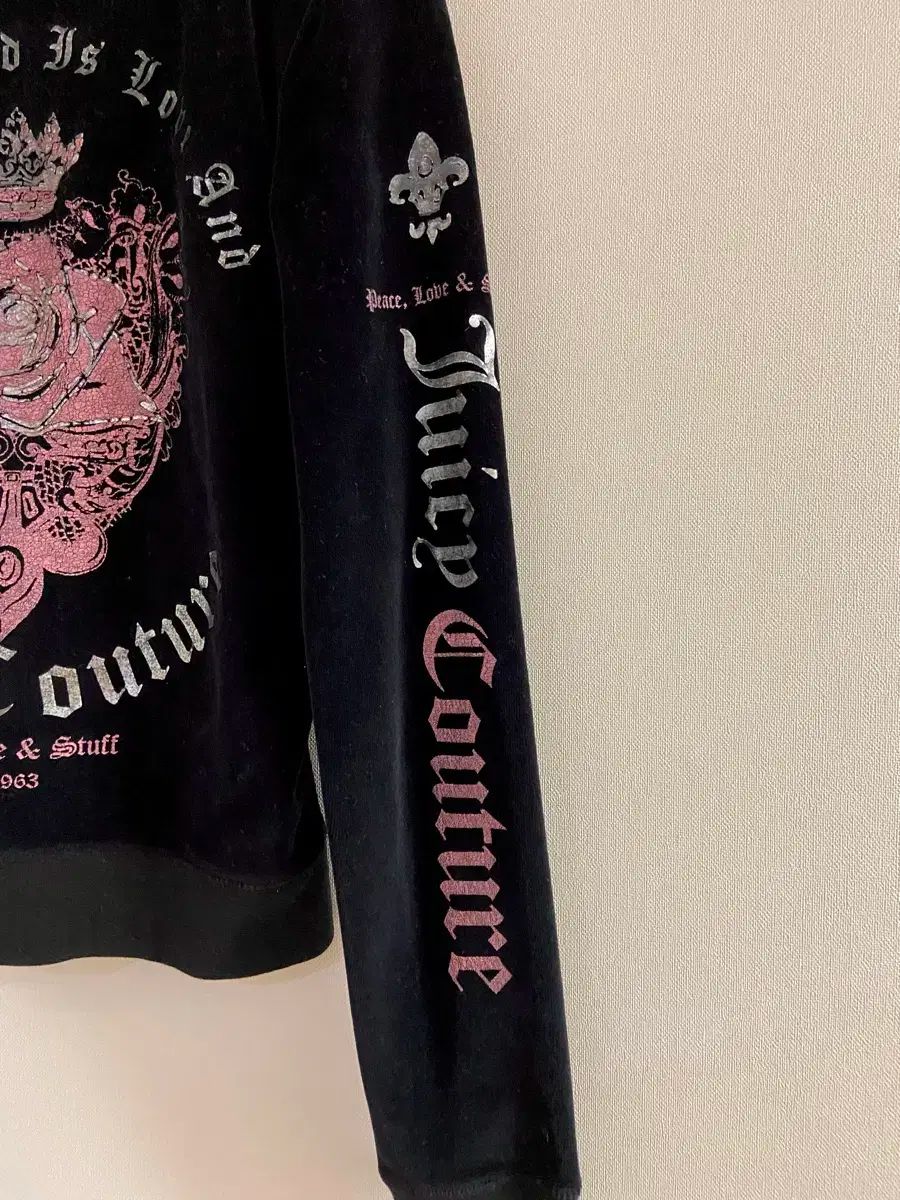 Is Love And
Couture
& Stuff
963
Peace, Love &
Juicy Couture